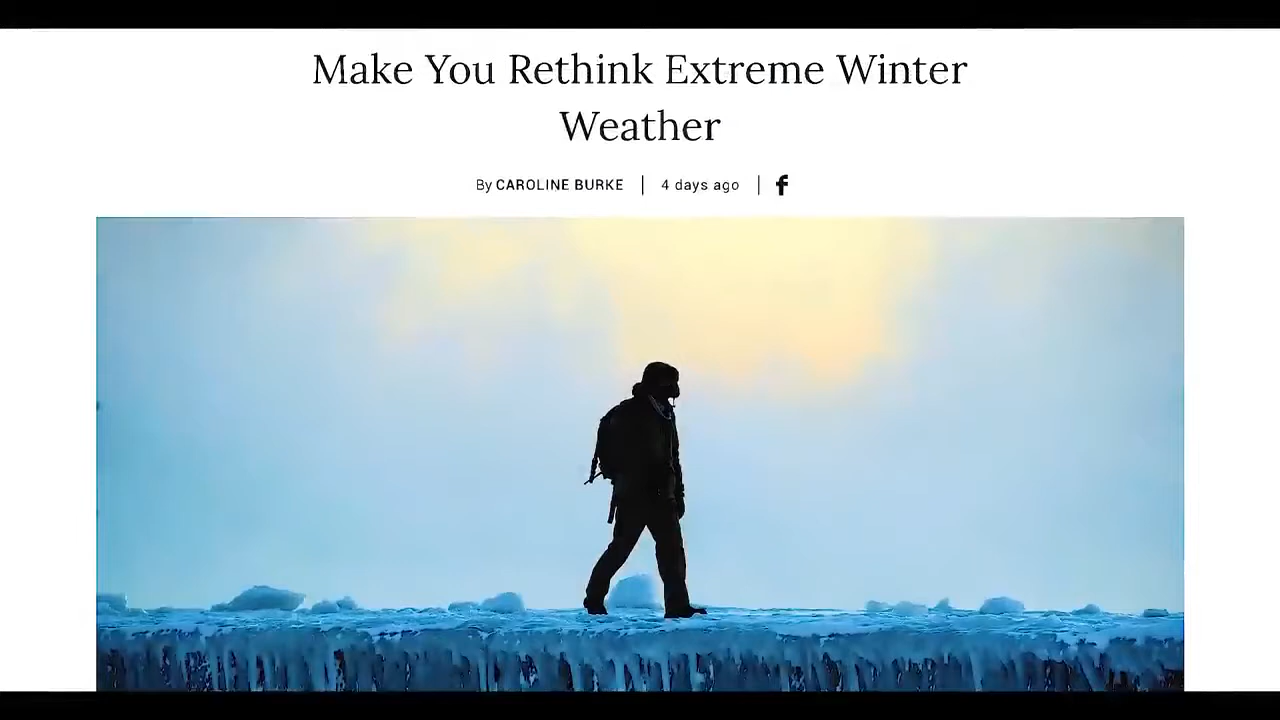 Make You Rethink Extreme Winter
Weather
By CAROLINE BURKE | 4 days ago | f